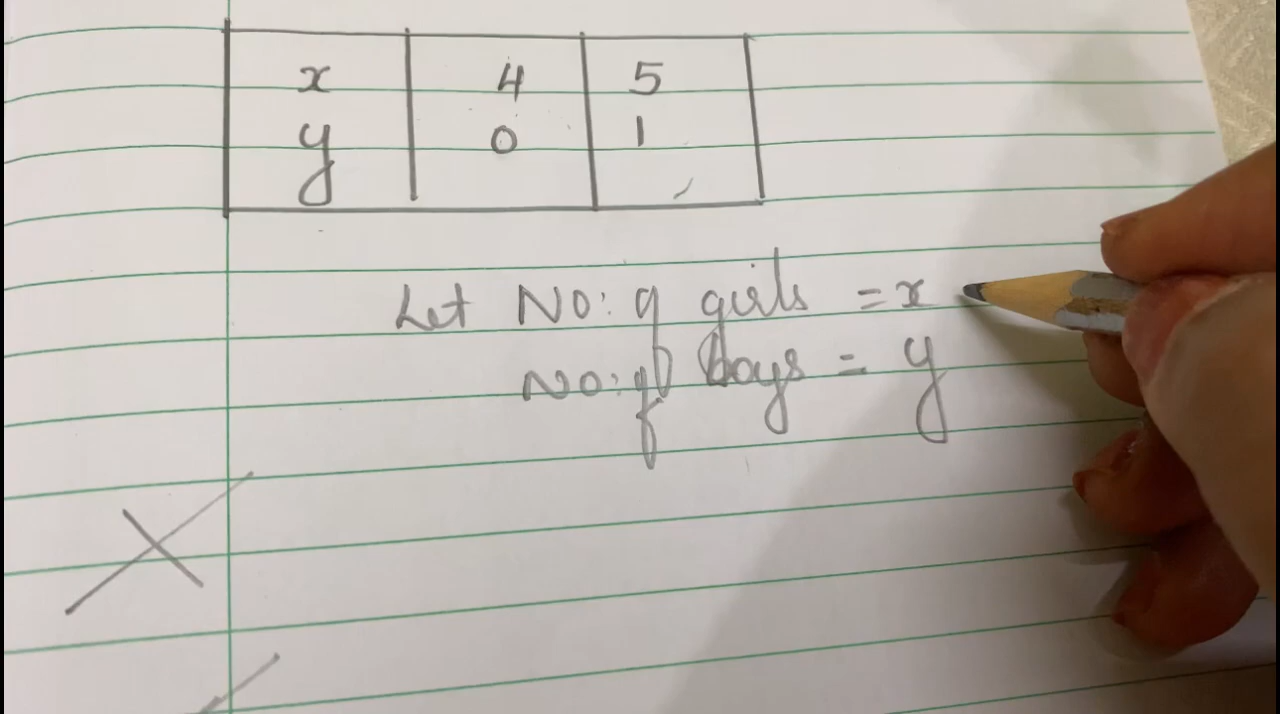 x 4 5
y 0 1
Let No: of girls = x
No: of boys = y